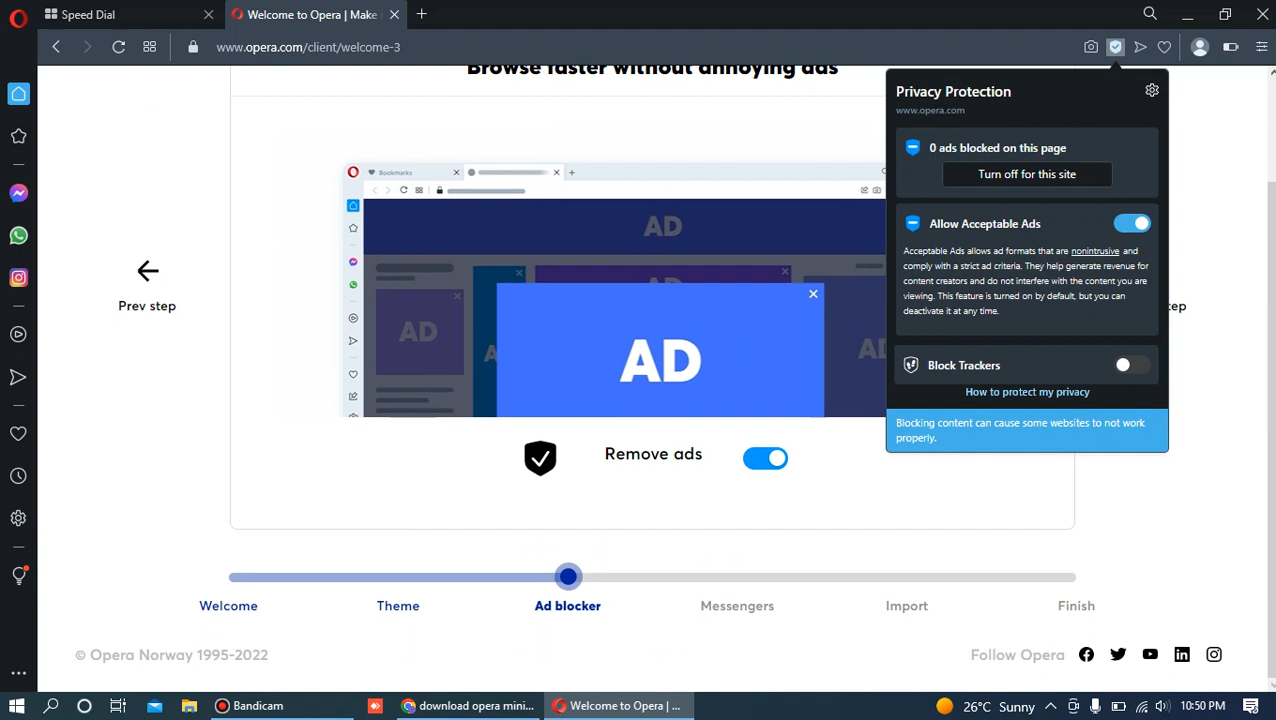 Speed Dial
Welcome to Opera | Make
www.opera.com/client/welcome-3
Browse faster without annoying ads
Privacy Protection
www.opera.com
0 ads blocked on this page
Turn off for this site
Allow Acceptable Ads
Acceptable Ads allows ad formats that are nonintrusive and
comply with a strict ad criteria. They help generate revenue for
content creators and do not interfere with the content you are
viewing. This feature is turned on by default, but you can
deactivate it at any time.
Block Trackers
How to protect my privacy
Blocking content can cause some websites to not work
properly.
Bookmarks
AD
AD
AD
AD
Prev step
Remove ads
Welcome
Theme
Ad blocker
Messengers
Import
Finish
© Opera Norway 1995-2022
Follow Opera
Bandicam
download opera mini...
Welcome to Opera | ...
26°C Sunny
10:50 PM